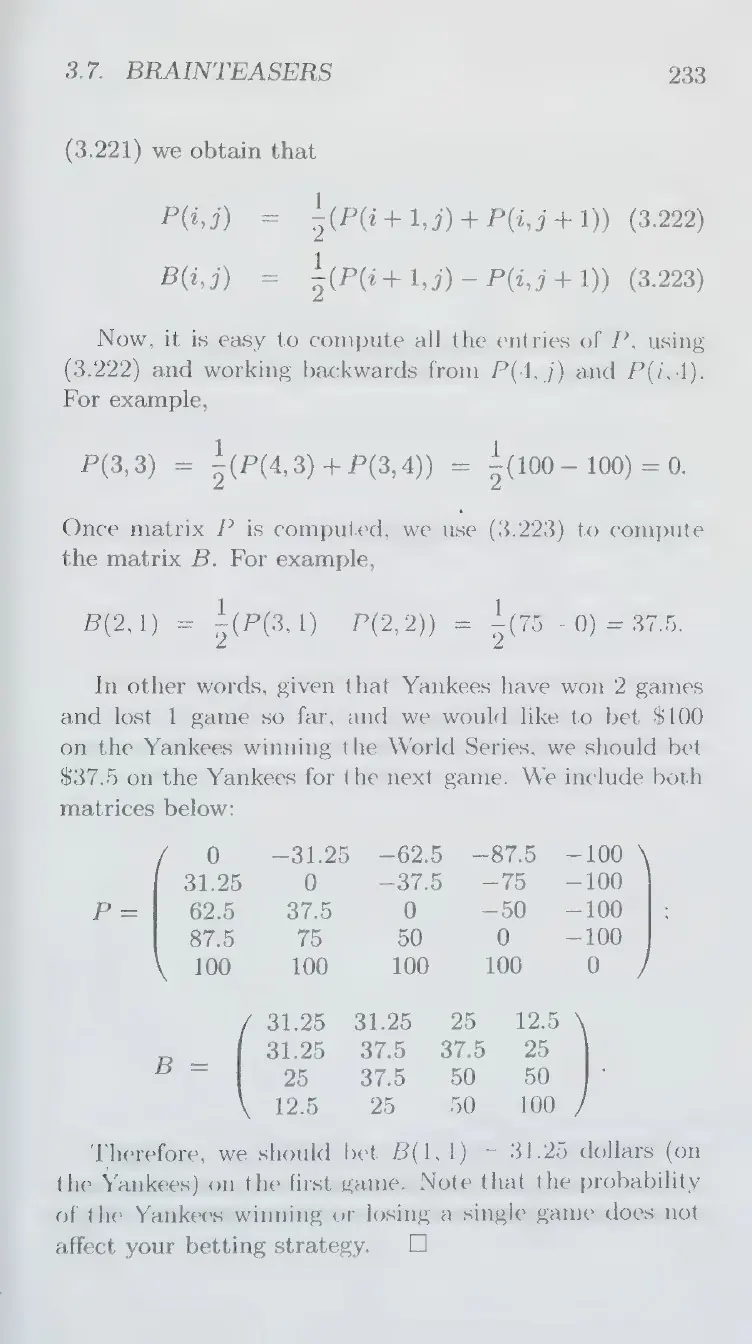 3.7. BRAINTEASERS 233
(3.221) we obtain that
P(i,j) = 1/2(P(i + 1,j) + P(i,j + 1)) (3.222)
B(i,j) = 1/2(P(i + 1,j) − P(i,j + 1)) (3.223)
Now, it is easy to compute all the entries of P, using
(3.222) and working backwards from P(4,j) and P(i,4).
For example,
P(3,3) = 1/2(P(4,3) + P(3,4)) = 1/2(100 − 100) = 0.
Once matrix P is computed, we use (3.223) to compute
the matrix B. For example,
B(2,1) = 1/2(P(3,1) P(2,2)) = 1/2(75 - 0) = 37.5.
In other words, given that Yankees have won 2 games
and lost 1 game so far, and we would like to bet $100
on the Yankees winning the World Series, we should bet
$37.5 on the Yankees for the next game. We include both
matrices below:
0 −31.25 −62.5 −87.5 −100
31.25 0 −37.5 −75 −100
P = 62.5 37.5 0 −50 −100 ;
87.5 75 50 0 −100
100 100 100 100 0
31.25 31.25 25 12.5
31.25 37.5 37.5 25
B = 25 37.5 50 50 .
12.5 25 50 100
Therefore, we should bet B(1,1) = 31.25 dollars (on
the Yankees) on the first game. Note that the probability
of the Yankees winning or losing a single game does not
affect your betting strategy. □